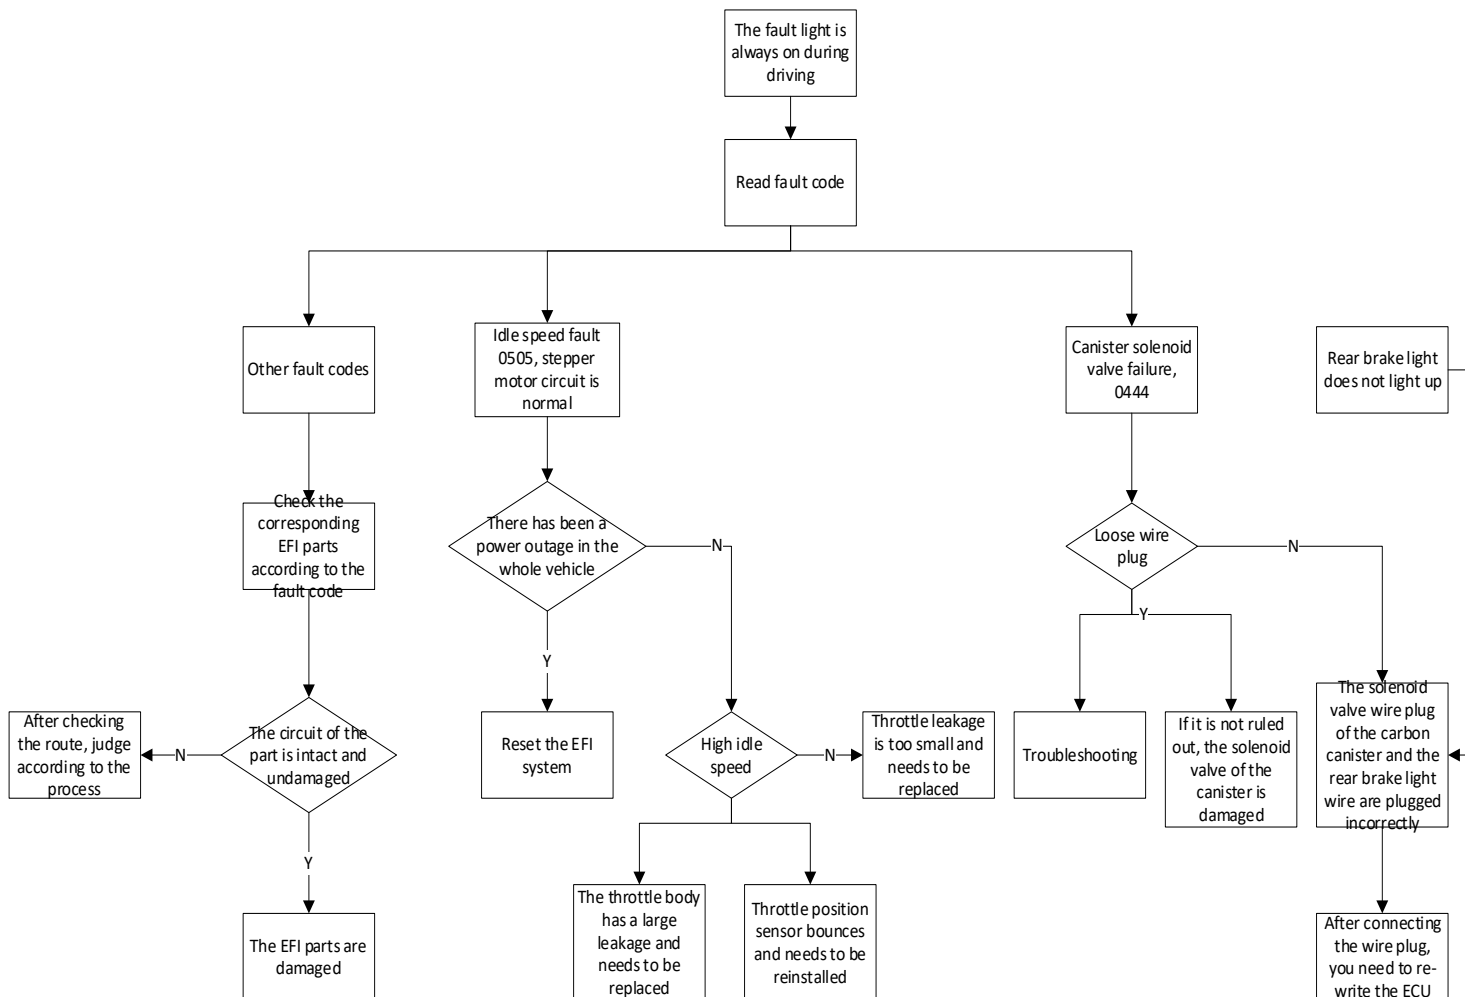 The fault light is
always on during
driving
Read fault code
Other fault codes
Idle speed fault
0505, stepper
motor circuit is
normal
Canister solenoid
valve failure,
0444
Rear brake light
does not light up
Check the
corresponding
EFI parts
according to the
fault code
There has been a
power outage in the
whole vehicle
N
Loose wire
plug
N
Y
Y
After checking
the route, judge
according to the
process
N
The circuit of the
part is intact and
undamaged
Reset the EFI
system
High idle
speed
N
Throttle leakage
is too small and
needs to be
replaced
Troubleshooting
If it is not ruled
out, the solenoid
valve of the
canister is
damaged
The solenoid
valve wire plug
of the carbon
canister and the
rear brake light
wire are plugged
incorrectly
Y
The EFI parts are
damaged
The throttle body
has a large
leakage and
needs to be
replaced
Throttle position
sensor bounces
and needs to be
reinstalled
After connecting
the wire plug,
you need to re-
write the ECU